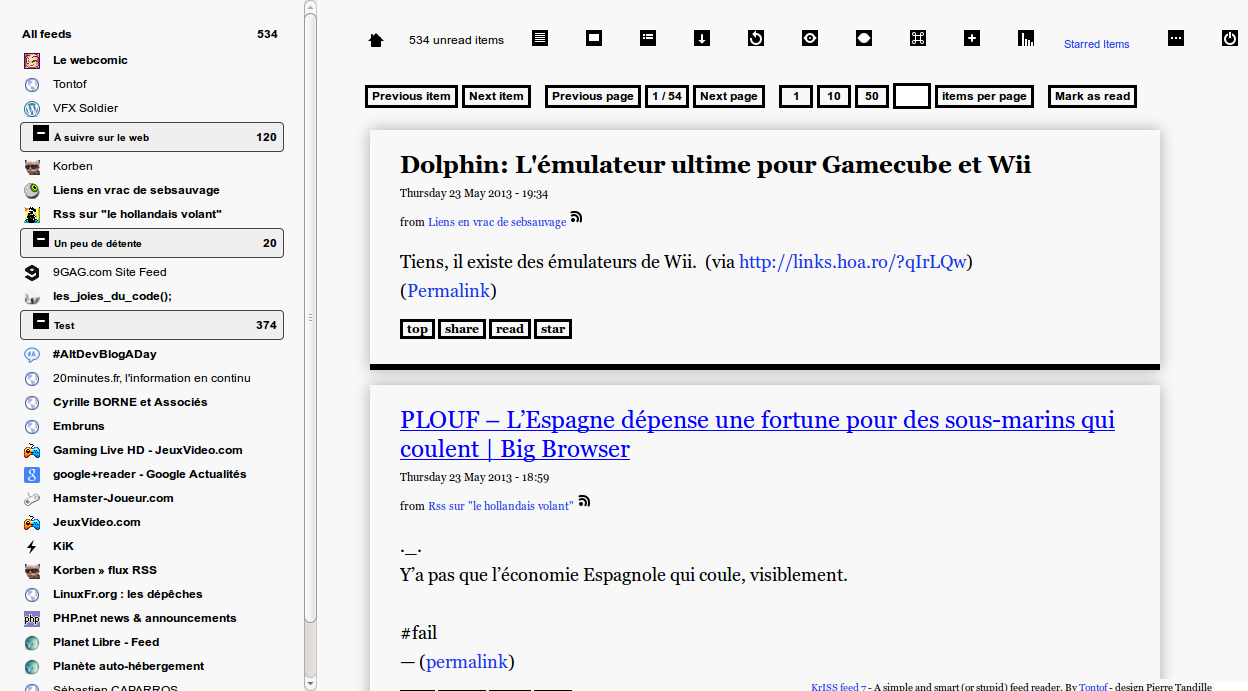 All feeds 534
Le webcomic
Tontof
VFX Soldier
À suivre sur le web 120
Korben
Liens en vrac de sebsauvage
Rss sur "le hollandais volant"
Un peu de détente 20
9GAG.com Site Feed
les_joies_du_code();
Test 374
#AltDevBlogADay
20minutes.fr, l'information en continu
Cyrille BORNE et Associés
Embruns
Gaming Live HD - JeuxVideo.com
google+reader - Google Actualités
Hamster-Joueur.com
JeuxVideo.com
KiK
Korben » flux RSS
LinuxFr.org : les dépêches
PHP.net news & announcements
Planet Libre - Feed
Planète auto-hébergement
Sébastien CAPARROS
534 unread items Starred Items
Previous item Next item Previous page 1 / 54 Next page 1 10 50 items per page Mark as read
Dolphin: L'émulateur ultime pour Gamecube et Wii
Thursday 23 May 2013 - 19:34
from Liens en vrac de sebsauvage
Tiens, il existe des émulateurs de Wii. (via http://links.hoa.ro/?qIrLQw)
(Permalink)
top share read star
PLOUF – L’Espagne dépense une fortune pour des sous-marins qui
coulent | Big Browser
Thursday 23 May 2013 - 18:59
from Rss sur "le hollandais volant"
._.
Y’a pas que l’économie Espagnole qui coule, visiblement.
#fail
— (permalink)
KrISS feed 7 - A simple and smart (or stupid) feed reader. By Tontof - design Pierre Tandille